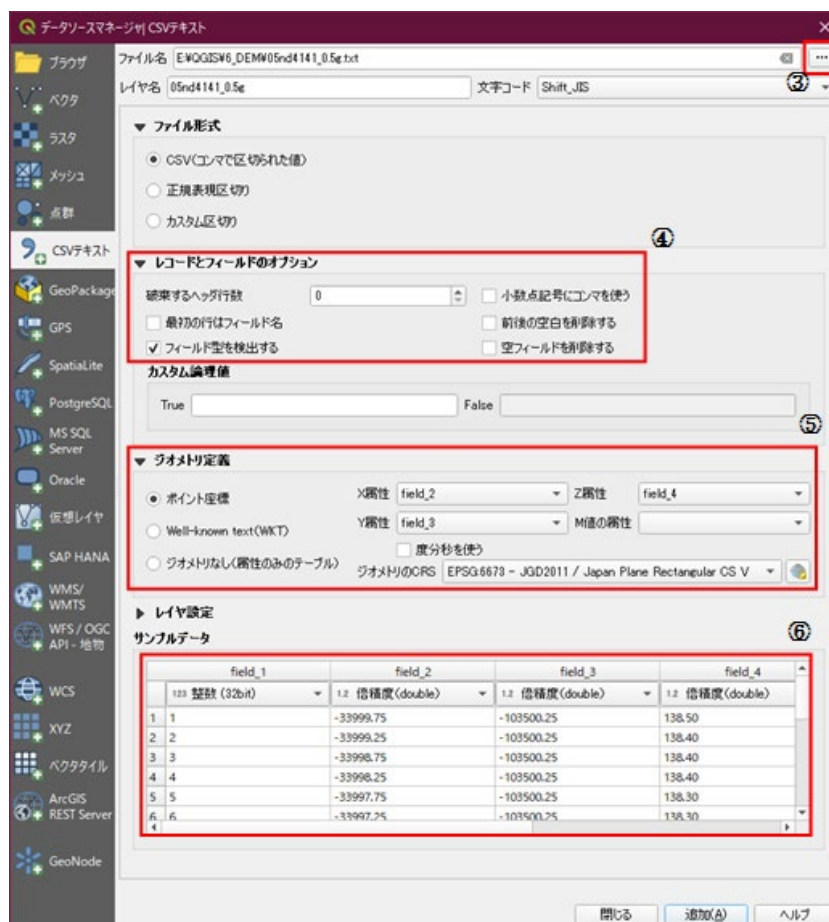 データソースマネージャ| CSVテキスト
ブラウザ
ベクタ
ラスタ
メッシュ
点群
CSVテキスト
GeoPackage
GPS
SpatiaLite
PostgreSQL
MS SQL
Server
Oracle
仮想レイヤ
SAP HANA
WMS/
WMTS
WFS / OGC
API - 地物
WCS
XYZ
ベクタタイル
ArcGIS
REST Server
GeoNode
ファイル名 E:¥QGIS¥6_DEM¥05nd4141_0.5g.txt …
③
レイヤ名 05nd4141_0.5g 文字コード Shift_JIS
▼ ファイル形式
CSV(コンマで区切られた値)
正規表現区切り
カスタム区切り
④
▼ レコードとフィールドのオプション
破棄するヘッダ行数 0 小数点記号にコンマを使う
最初の行はフィールド名 前後の空白を削除する
フィールド型を検出する 空フィールドを削除する
カスタム論理値
True False
⑤
▼ ジオメトリ定義
ポイント座標 X属性 field_2 Z属性 field_4
Well-known text(WKT) Y属性 field_3 M値の属性
度分秒を使う
ジオメトリなし(属性のみのテーブル) ジオメトリのCRS EPSG:6673 - JGD2011 / Japan Plane Rectangular CS V
▶ レイヤ設定
サンプルデータ
⑥
field_1 field_2 field_3 field_4
123 整数 (32bit) 1.2 倍精度(double) 1.2 倍精度(double) 1.2 倍精度(double)
1 1 -33999.75 -103500.25 138.50
2 2 -33999.25 -103500.25 138.40
3 3 -33998.75 -103500.25 138.40
4 4 -33998.25 -103500.25 138.40
5 5 -33997.75 -103500.25 138.30
6 6 -33997.25 -103500.25 138.30
閉じる 追加(A) ヘルプ